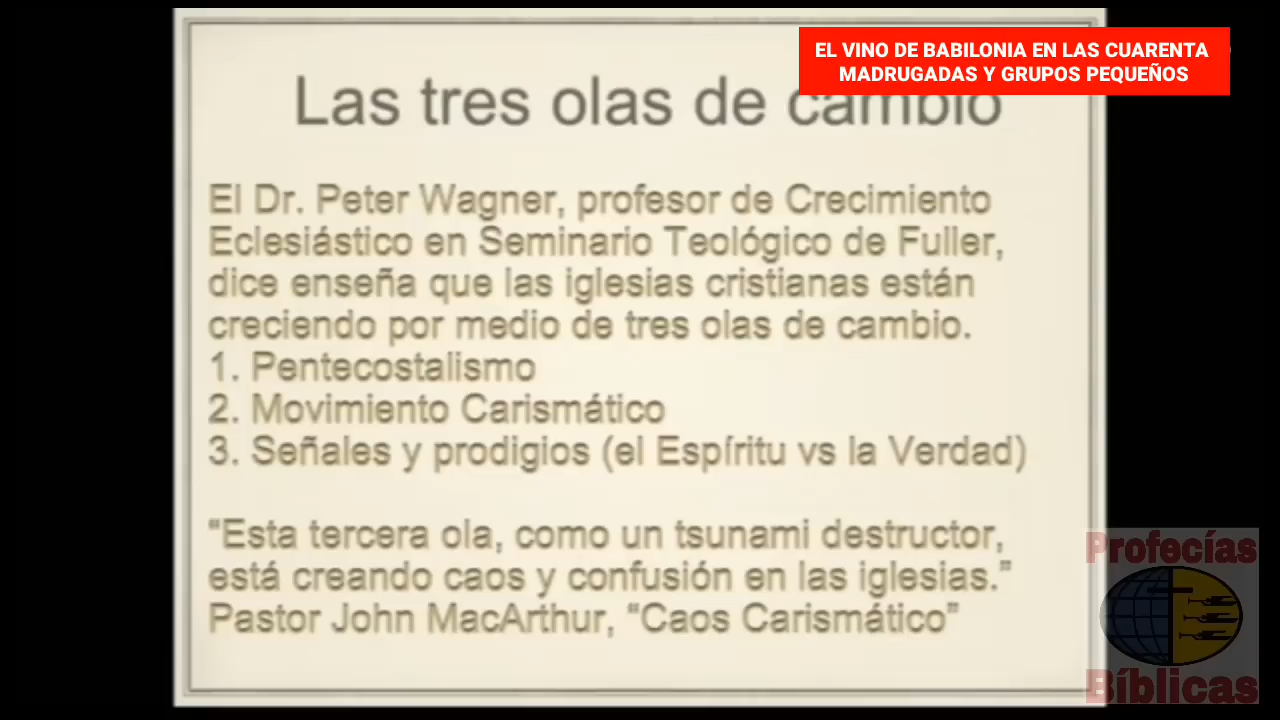 EL VINO DE BABILONIA EN LAS CUARENTA
MADRUGADAS Y GRUPOS PEQUEÑOS
Las tres olas de cambio
El Dr. Peter Wagner, profesor de Crecimiento
Eclesiástico en Seminario Teológico de Fuller,
dice enseña que las iglesias cristianas están
creciendo por medio de tres olas de cambio.
1. Pentecostalismo
2. Movimiento Carismático
3. Señales y prodigios (el Espíritu vs la Verdad)
“Esta tercera ola, como un tsunami destructor,
está creando caos y confusión en las iglesias.”
Pastor John MacArthur, “Caos Carismático”
Profecías
Bíblicas